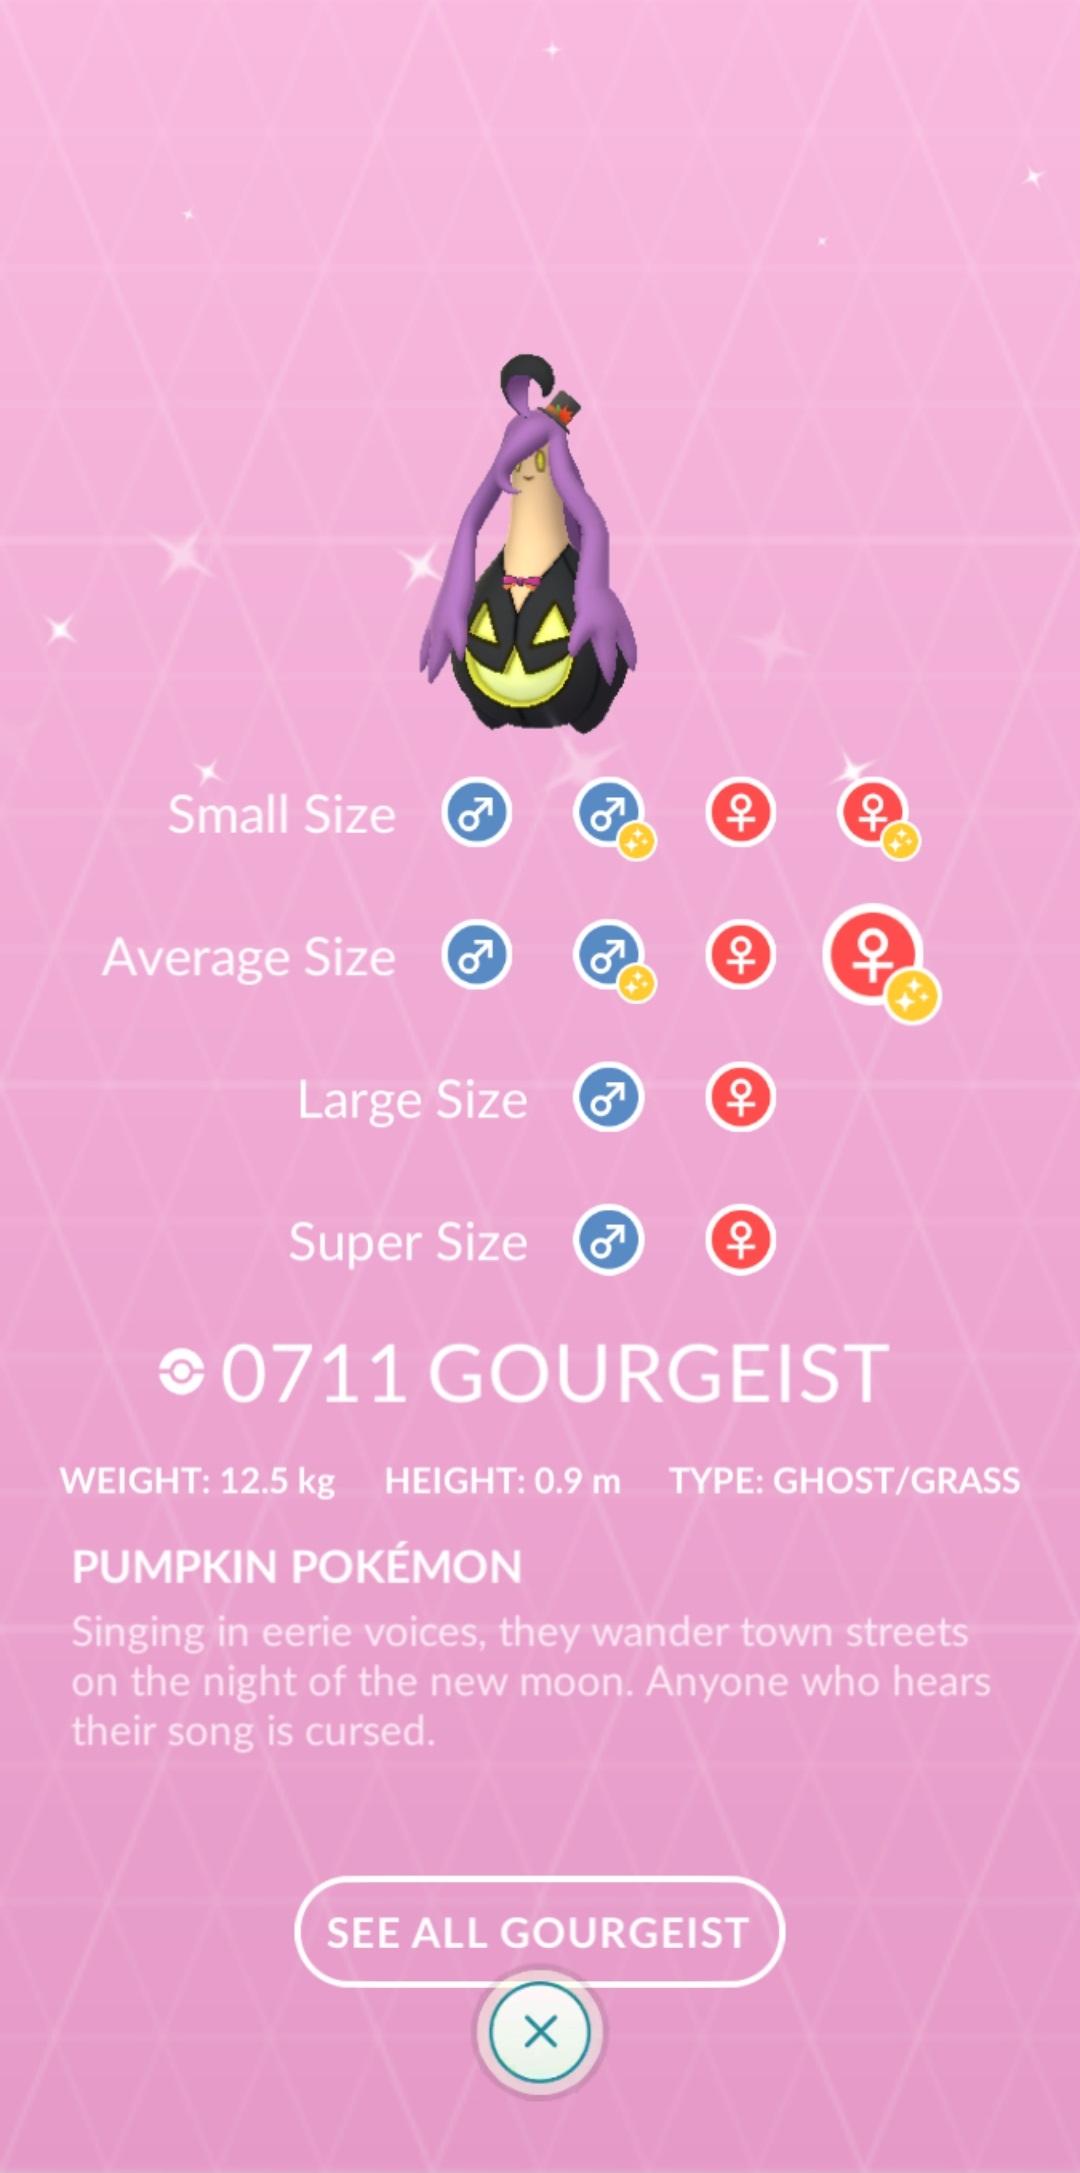 Small Size
Average Size
Large Size
Super Size
0711 GOURGEIST
WEIGHT: 12.5 kg HEIGHT: 0.9 m TYPE: GHOST/GRASS
PUMPKIN POKÉMON
Singing in eerie voices, they wander town streets
on the night of the new moon. Anyone who hears
their song is cursed.
SEE ALL GOURGEIST